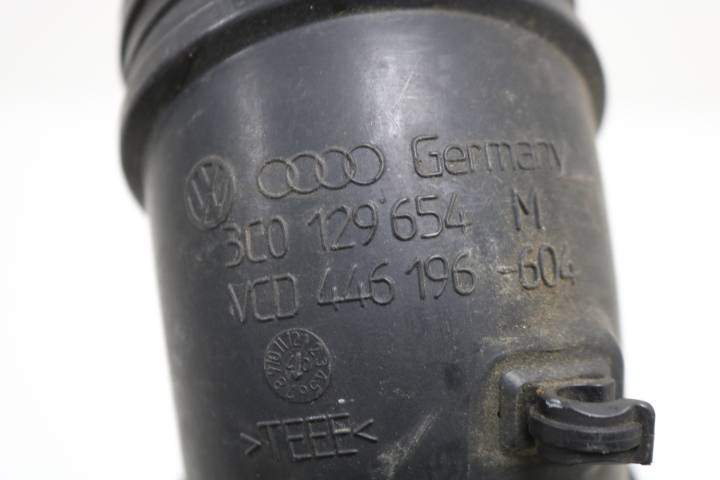 Germany
3C0 129 654 M
VCD 446 196 -604
>TEEE<